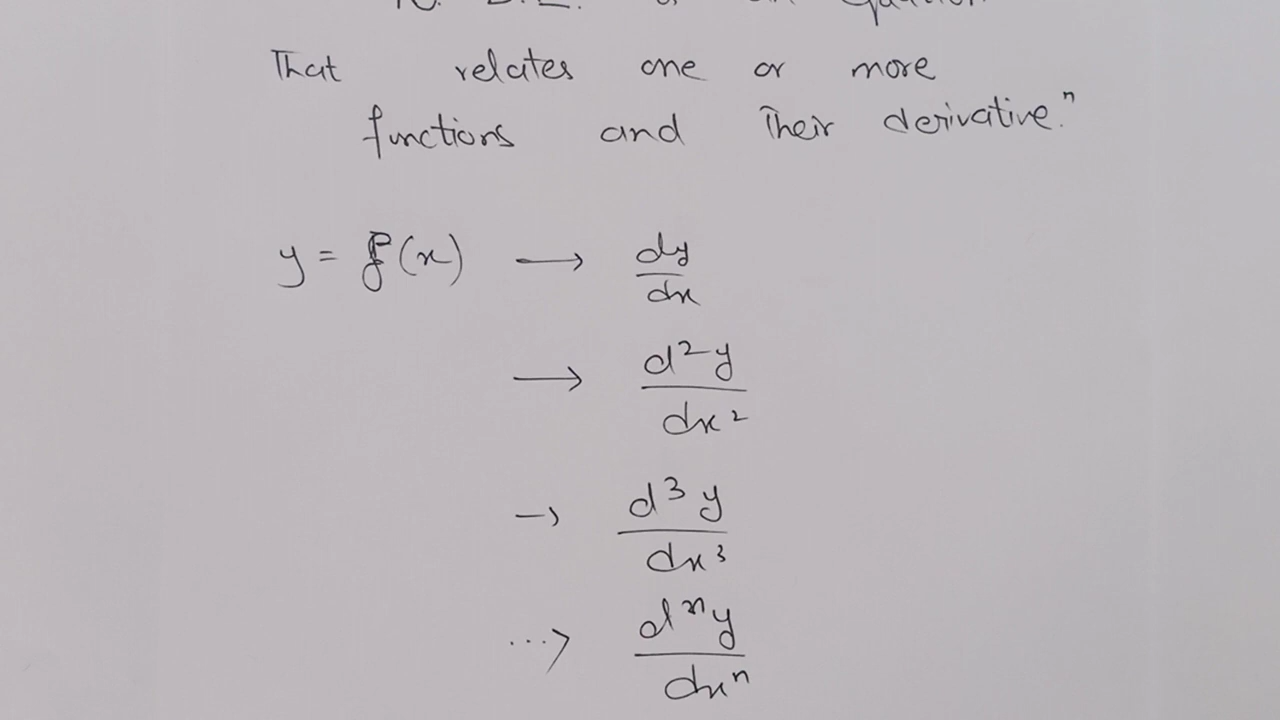 That relates one or more
functions and Their derivative."
y = f(x) → dy/dx
→ d²y/dx²
→ d³y/dx³
...> dⁿy/dxⁿ